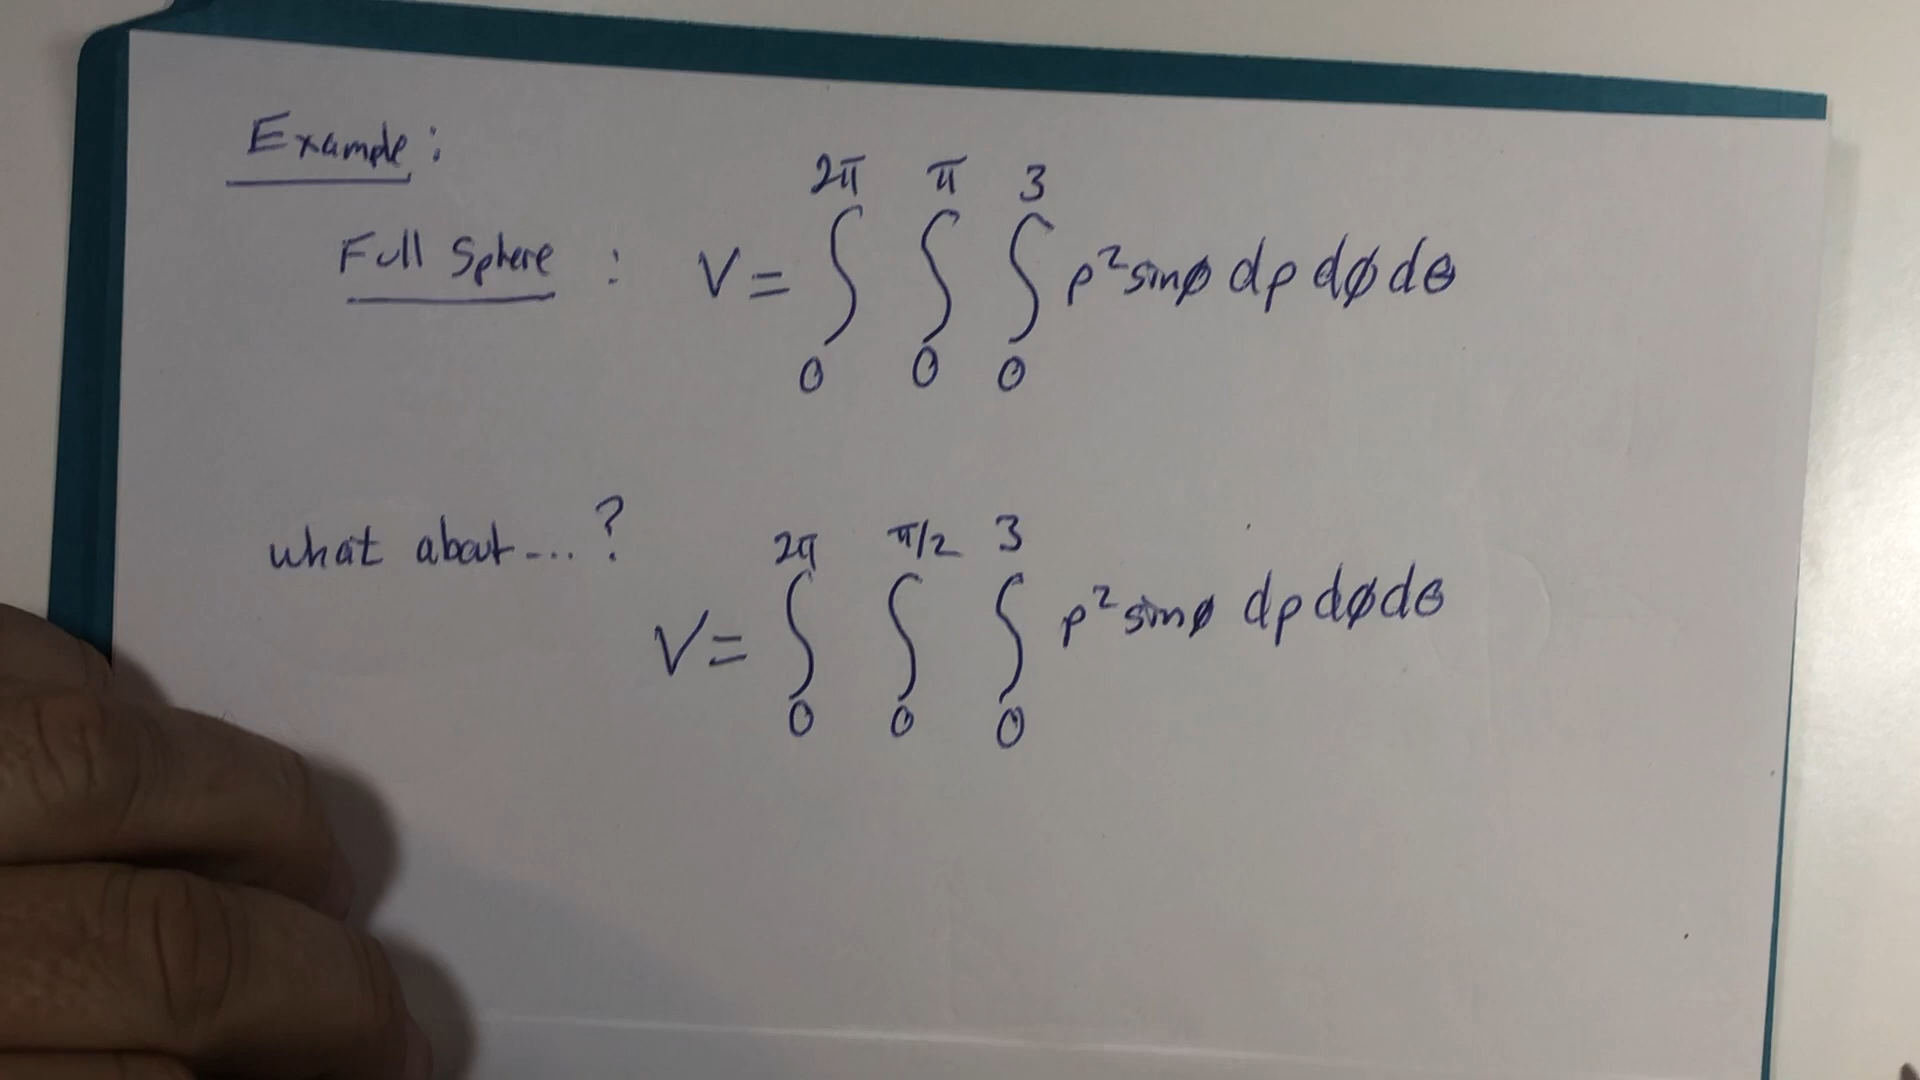 Example:
Full Sphere : V = ∫₀^2π ∫₀^π ∫₀^3 ρ² sinφ dρ dφ dθ
what about....? V = ∫₀^2π ∫₀^π/2 ∫₀^3 ρ² sinφ dρ dφ dθ